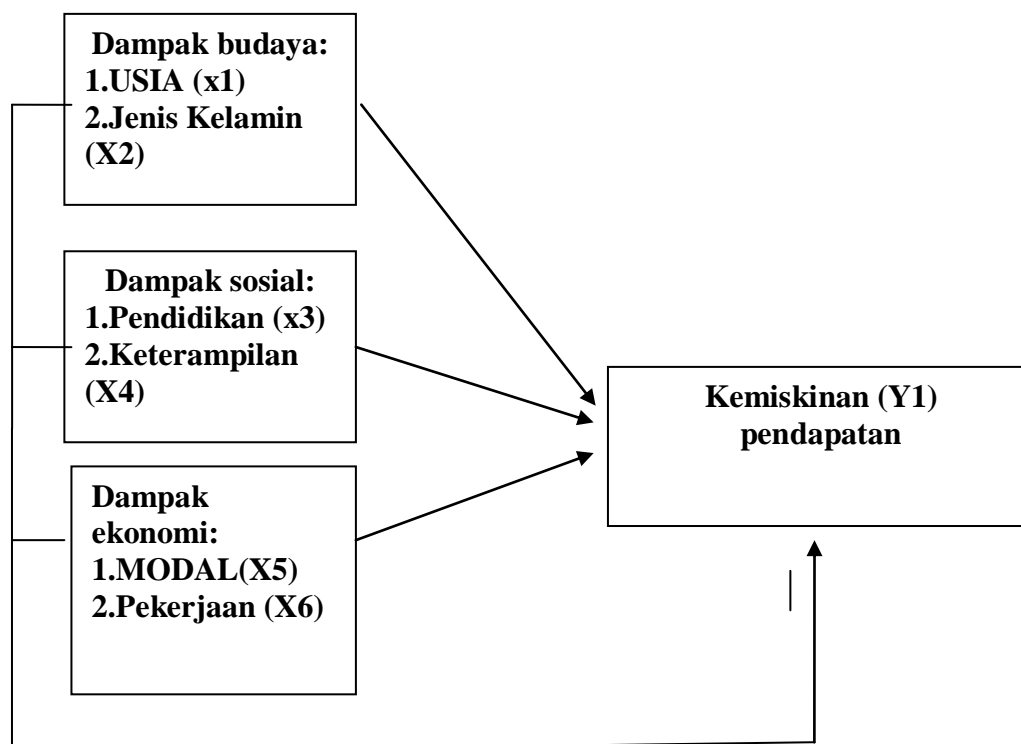 Dampak budaya:
1.USIA (x1)
2.Jenis Kelamin
(X2)
Dampak sosial:
1.Pendidikan (x3)
2.Keterampilan
(X4)
Dampak
ekonomi:
1.MODAL(X5)
2.Pekerjaan (X6)
Kemiskinan (Y1)
pendapatan